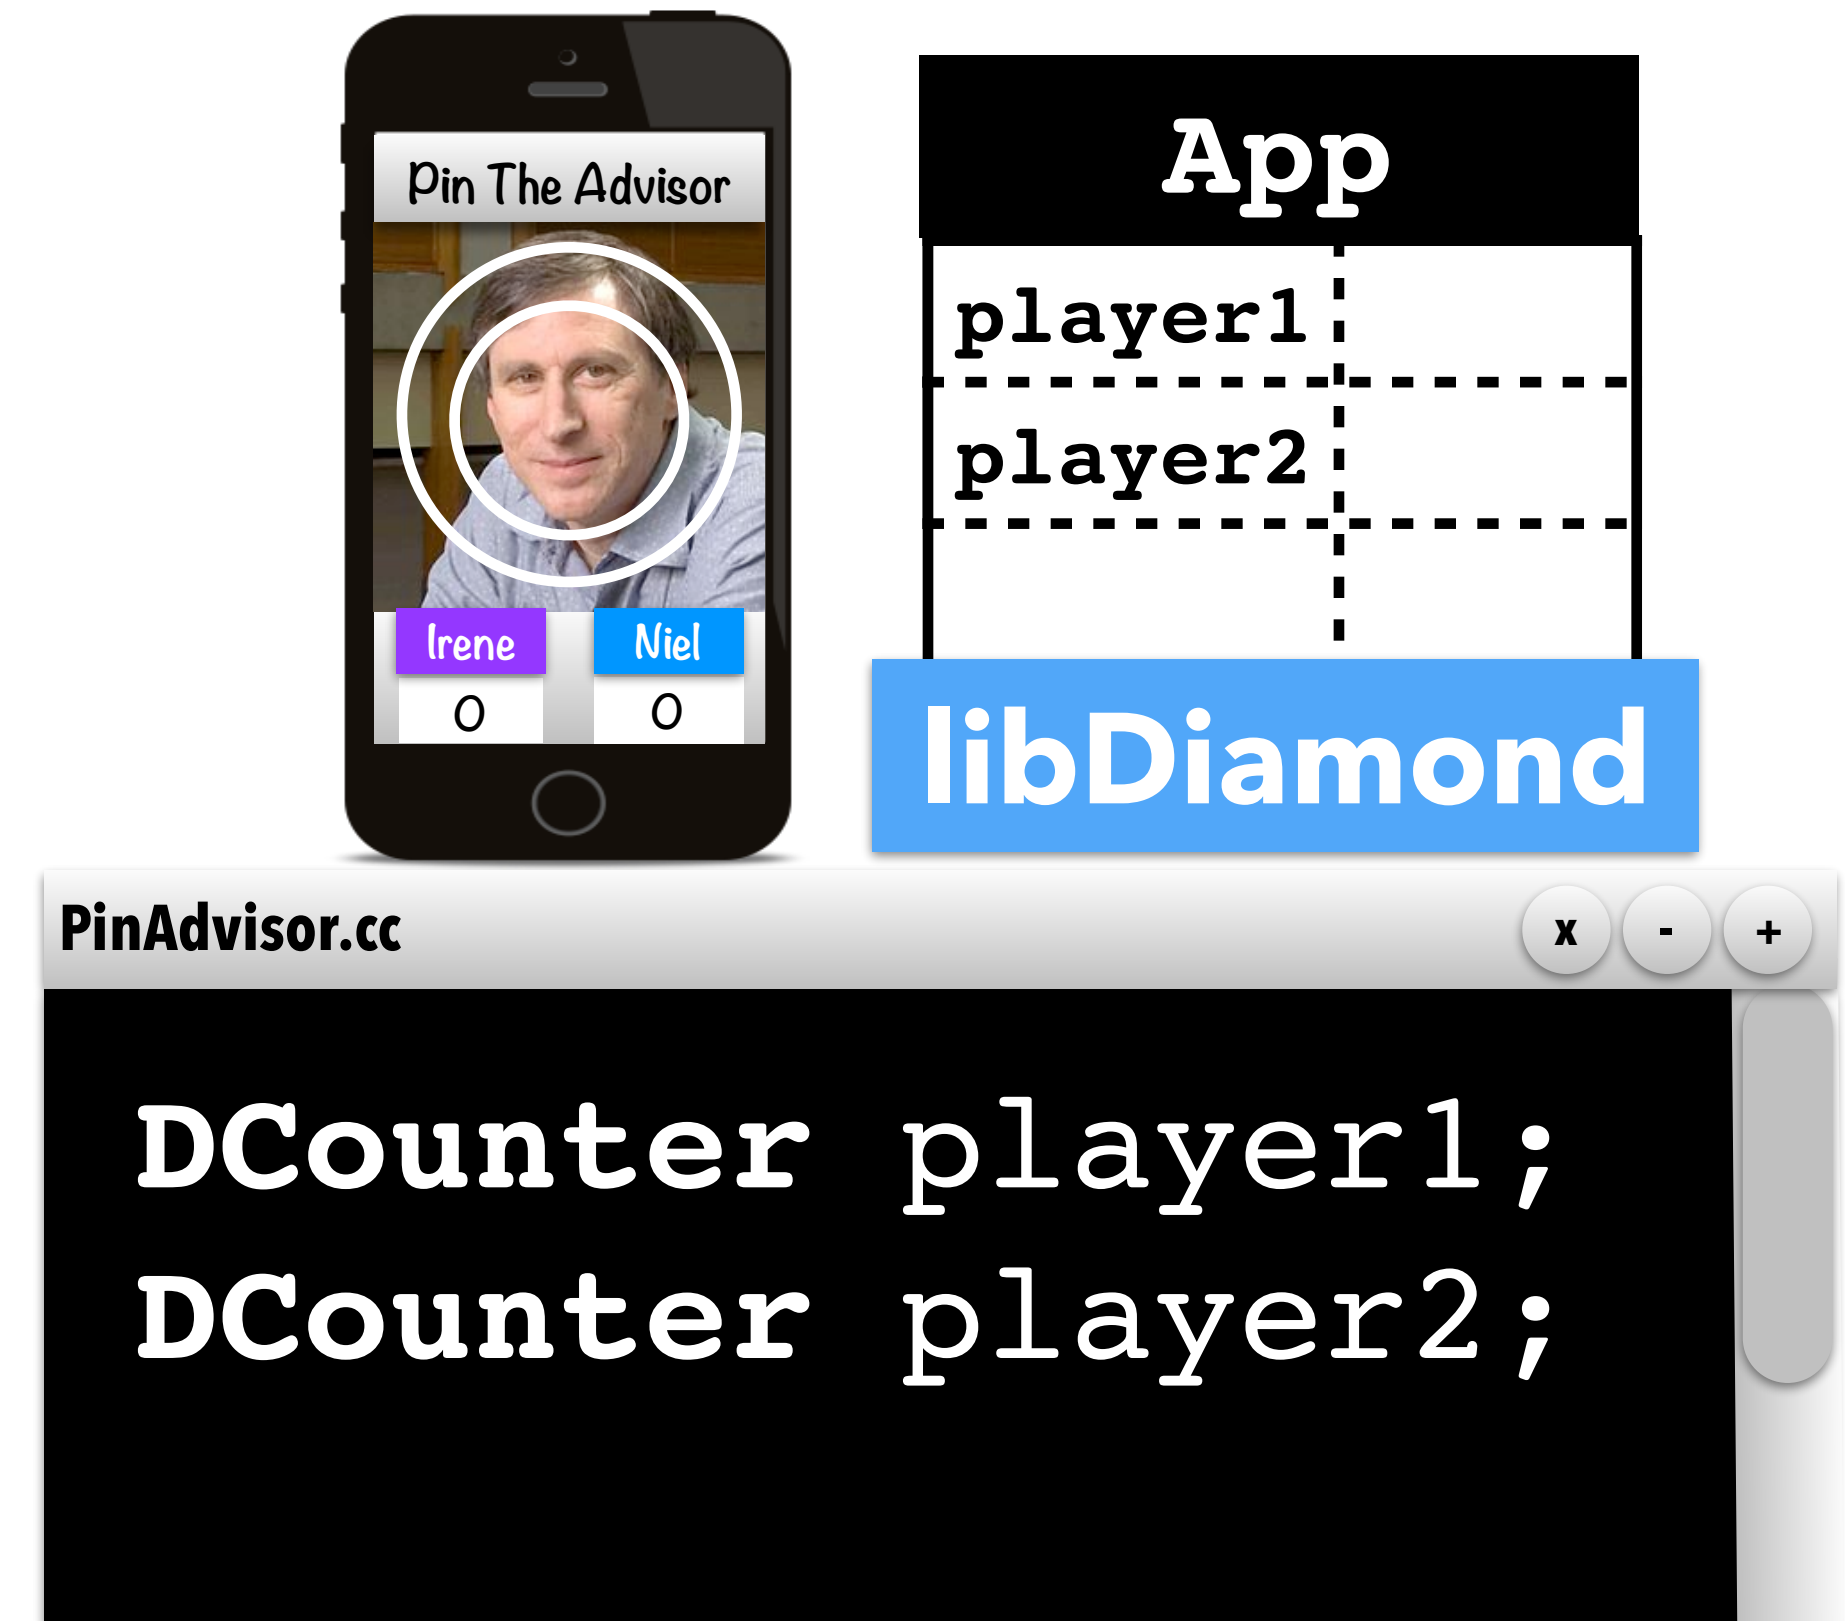 Pin The Advisor
Irene
Niel
0
0
App
player1
player2
libDiamond
PinAdvisor.cc
x - +
DCounter player1;
DCounter player2;